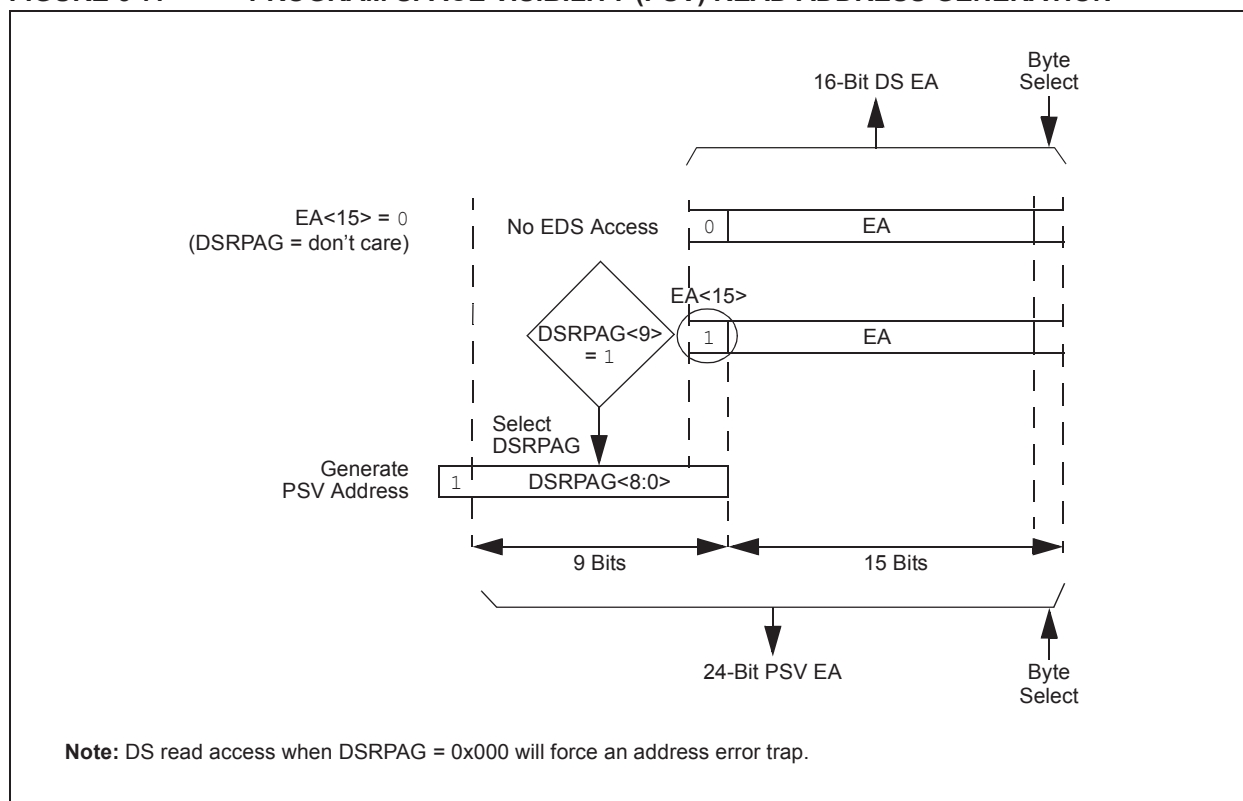 16-Bit DS EA
Byte
Select
EA<15> = 0
(DSRPAG = don't care)
No EDS Access
0
EA
EA<15>
DSRPAG<9>
= 1
1
EA
Select
DSRPAG
Generate
PSV Address
1
DSRPAG<8:0>
9 Bits
15 Bits
24-Bit PSV EA
Byte
Select
Note: DS read access when DSRPAG = 0x000 will force an address error trap.